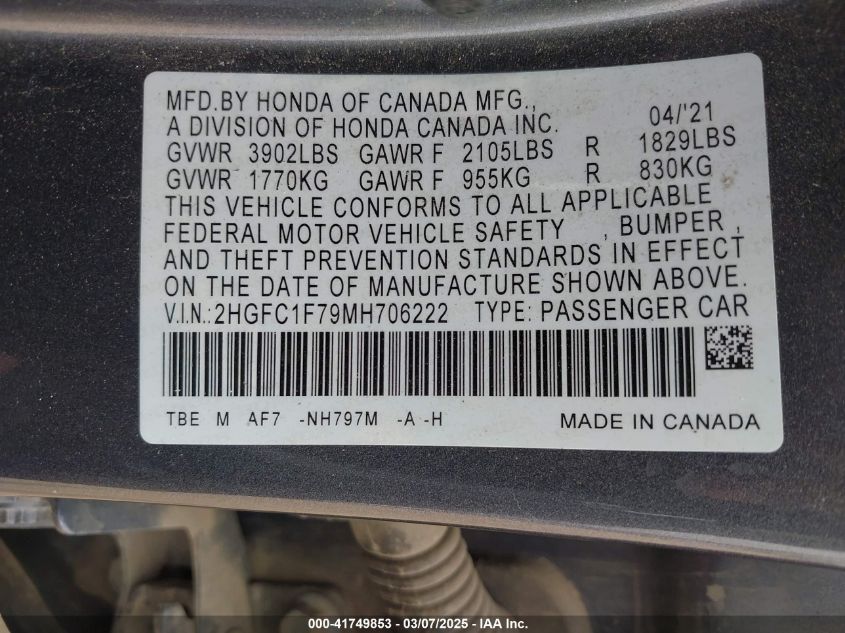 MFD.BY HONDA OF CANADA MFG., 04/'21
A DIVISION OF HONDA CANADA INC.
GVWR 3902LBS GAWR F 2105LBS R 1829LBS
GVWR 1770KG GAWR F 955KG R 830KG
THIS VEHICLE CONFORMS TO ALL APPLICABLE
FEDERAL MOTOR VEHICLE SAFETY , BUMPER ,
AND THEFT PREVENTION STANDARDS IN EFFECT
ON THE DATE OF MANUFACTURE SHOWN ABOVE.
V.I.N.:2HGFC1F79MH706222 TYPE: PASSENGER CAR
TBE M AF7 -NH797M -A -H MADE IN CANADA
000-41749853 - 03/07/2025 - IAA Inc.